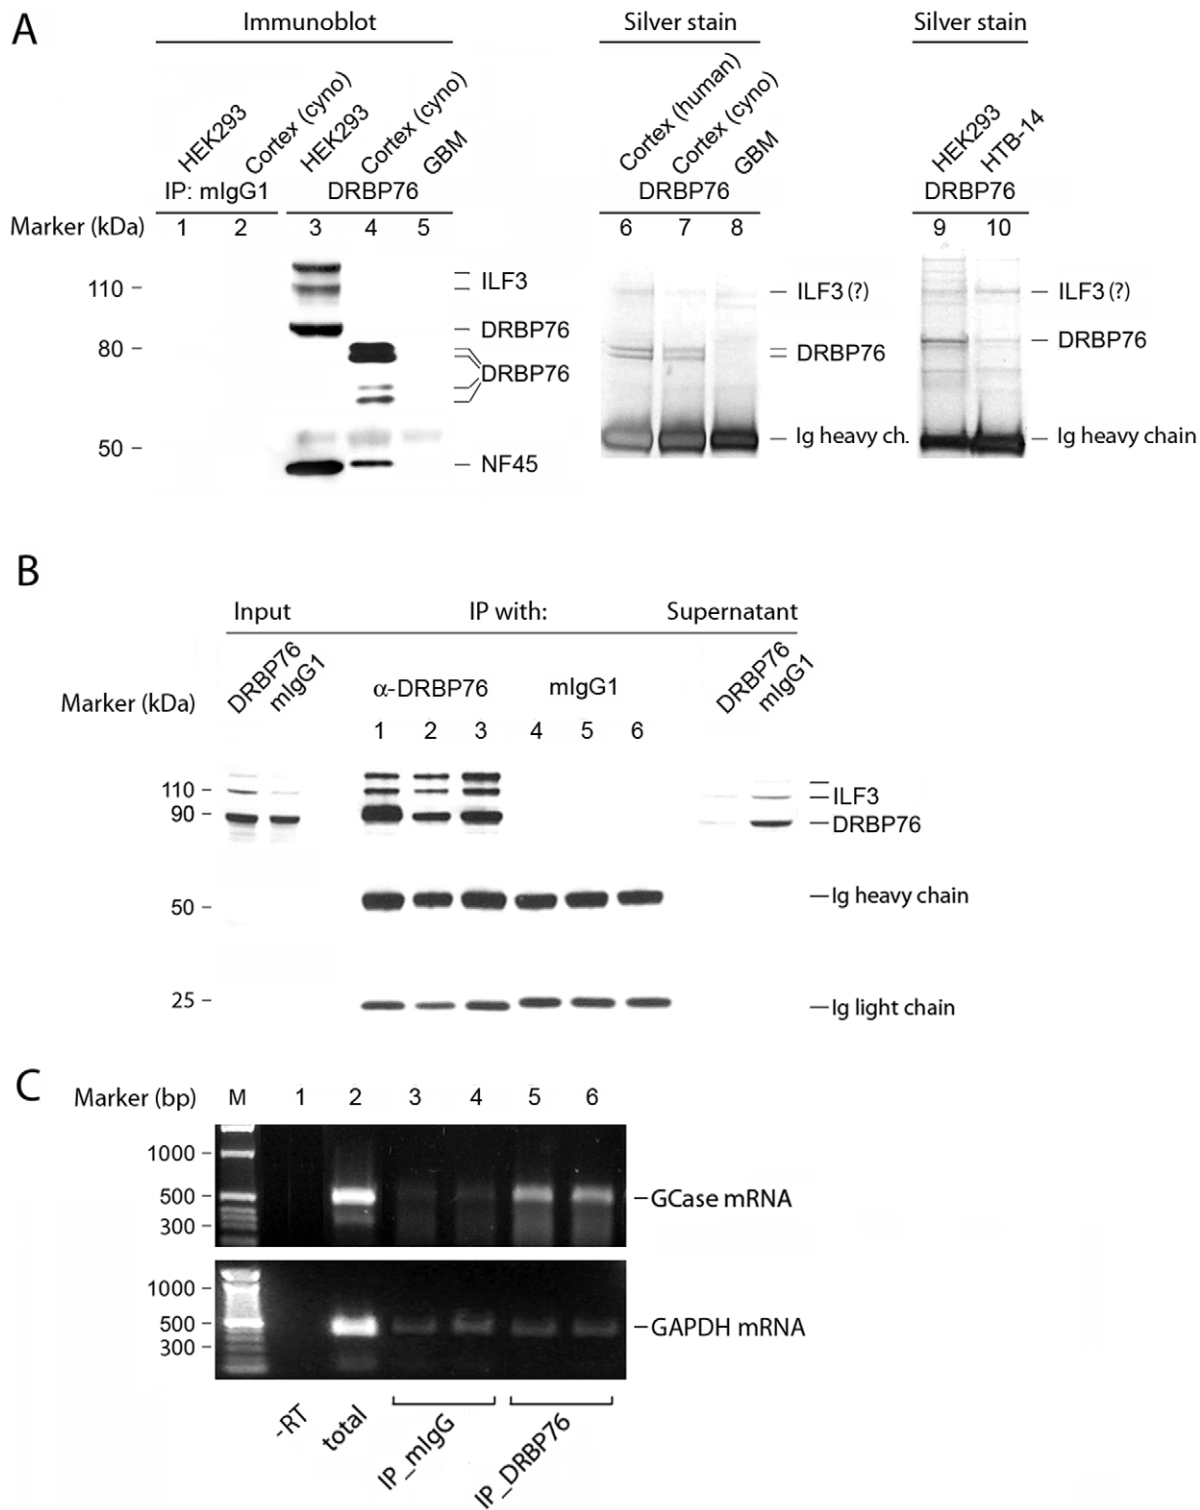 A
Immunoblot
Silver stain
Silver stain
HEK293
Cortex (cyno)
HEK293
Cortex (cyno)
GBM
Cortex (human)
Cortex (cyno)
GBM
HEK293
HTB-14
IP: mIgG1
DRBP76
DRBP76
DRBP76
Marker (kDa)
1 2 3 4 5 6 7 8 9 10
110
80
50
ILF3
DRBP76
DRBP76
NF45
ILF3 (?)
DRBP76
Ig heavy ch.
ILF3 (?)
DRBP76
Ig heavy chain
B
Input
IP with:
Supernatant
DRBP76
mIgG1
α-DRBP76
mIgG1
DRBP76
mIgG1
Marker (kDa)
1 2 3 4 5 6
110
90
50
25
ILF3
DRBP76
Ig heavy chain
Ig light chain
C
Marker (bp)
M 1 2 3 4 5 6
1000
500
300
GCase mRNA
1000
500
300
GAPDH mRNA
-RT
total
IP_mIgG
IP_DRBP76